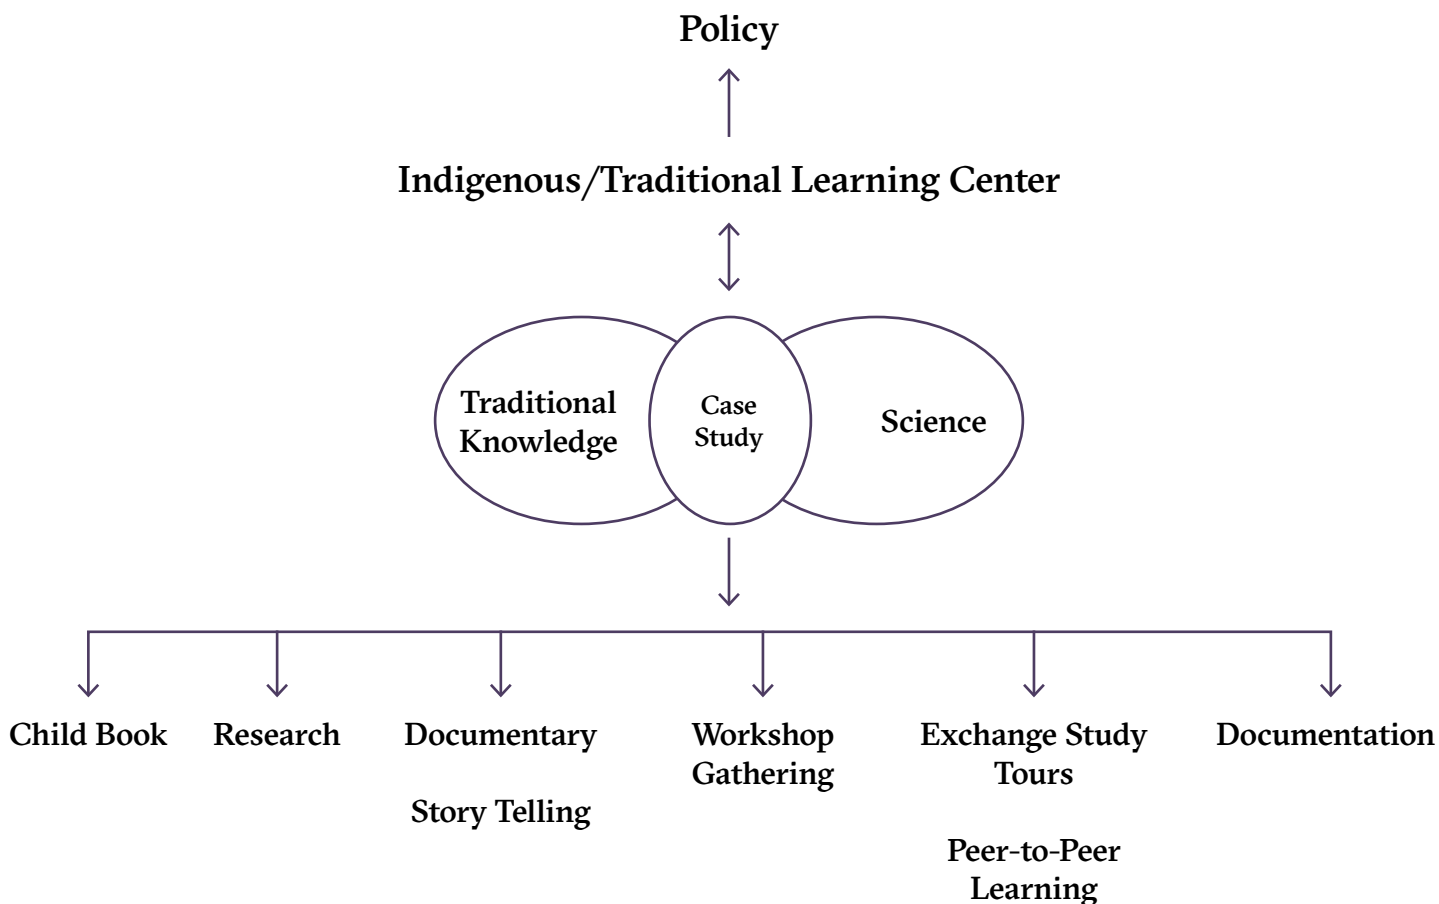 Policy
Indigenous/Traditional Learning Center
Traditional
Knowledge
Case
Study
Science
Child Book
Research
Documentary
Story Telling
Workshop
Gathering
Exchange Study
Tours
Peer-to-Peer
Learning
Documentation